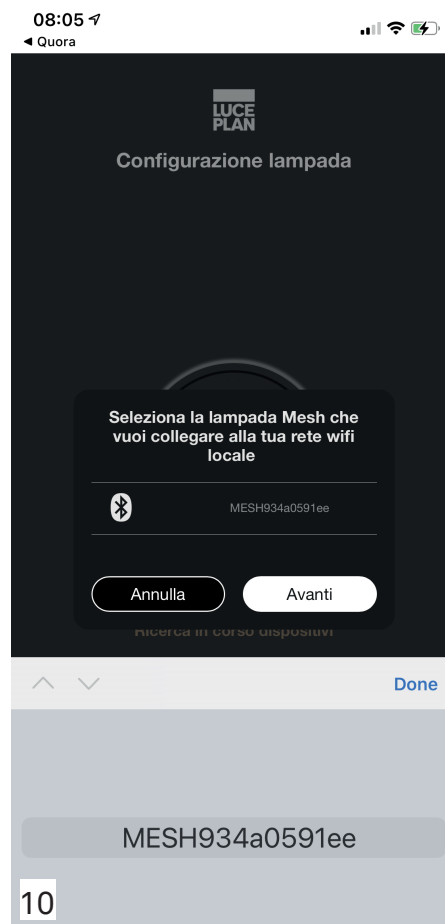 08:05
◀ Quora
LUCE
PLAN
Configurazione lampada
Seleziona la lampada Mesh che
vuoi collegare alla tua rete wifi
locale
MESH934a0591ee
Annulla Avanti
Ricerca in corso dispositivi
Done
MESH934a0591ee
10